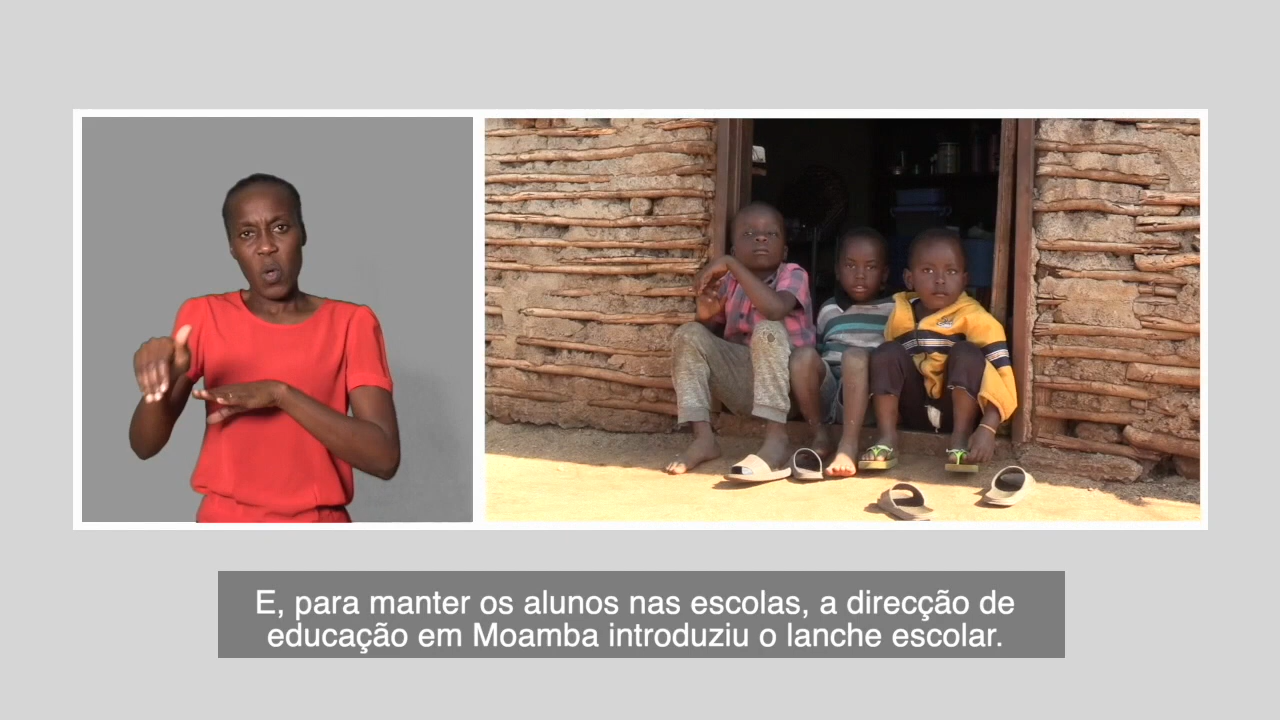 E, para manter os alunos nas escolas, a direcção de
educação em Moamba introduziu o lanche escolar.